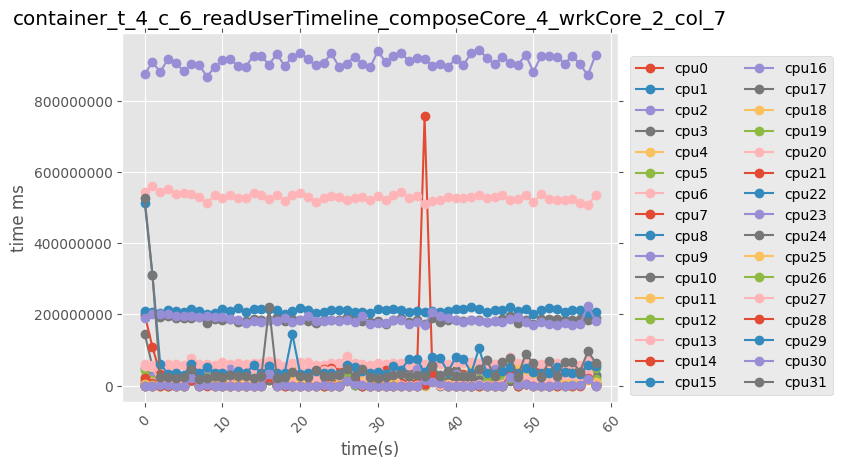 container_t_4_c_6_readUserTimeline_composeCore_4_wrkCore_2_col_7
time ms
800000000
600000000
400000000
200000000
0
0
10
20
30
40
50
60
time(s)
cpu0
cpu1
cpu2
cpu3
cpu4
cpu5
cpu6
cpu7
cpu8
cpu9
cpu10
cpu11
cpu12
cpu13
cpu14
cpu15
cpu16
cpu17
cpu18
cpu19
cpu20
cpu21
cpu22
cpu23
cpu24
cpu25
cpu26
cpu27
cpu28
cpu29
cpu30
cpu31